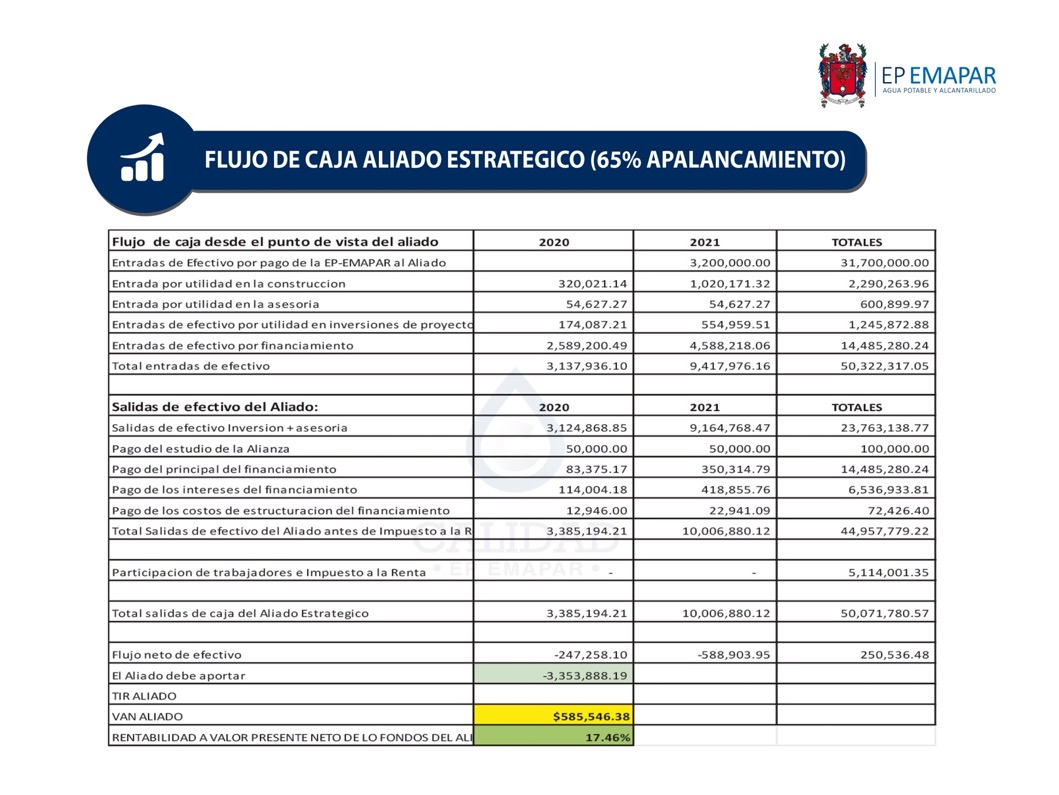 EP EMAPAR
AGUA POTABLE Y ALCANTARILLADO
FLUJO DE CAJA ALIADO ESTRATEGICO (65% APALANCAMIENTO)
Flujo de caja desde el punto de vista del aliado 2020 2021 TOTALES
Entradas de Efectivo por pago de la EP-EMAPAR al Aliado 3,200,000.00 31,700,000.00
Entrada por utilidad en la construccion 320,021.14 1,020,171.32 2,290,263.96
Entrada por utilidad en la asesoria 54,627.27 54,627.27 600,899.97
Entradas de efectivo por utilidad en inversiones de proyecto 174,087.21 554,959.51 1,245,872.88
Entradas de efectivo por financiamiento 2,589,200.49 4,588,218.06 14,485,280.24
Total entradas de efectivo 3,137,936.10 9,417,976.16 50,322,317.05
Salidas de efectivo del Aliado: 2020 2021 TOTALES
Salidas de efectivo Inversion + asesoria 3,124,868.85 9,164,768.47 23,763,138.77
Pago del estudio de la Alianza 50,000.00 50,000.00 100,000.00
Pago del principal del financiamiento 83,375.17 350,314.79 14,485,280.24
Pago de los intereses del financiamiento 114,004.18 418,855.76 6,536,933.81
Pago de los costos de estructuracion del financiamiento 12,946.00 22,941.09 72,426.40
Total Salidas de efectivo del Aliado antes de Impuesto a la R 3,385,194.21 10,006,880.12 44,957,779.22
CALIDAD
• EP EMAPAR •
Participacion de trabajadores e Impuesto a la Renta - - 5,114,001.35
Total salidas de caja del Aliado Estrategico 3,385,194.21 10,006,880.12 50,071,780.57
Flujo neto de efectivo -247,258.10 -588,903.95 250,536.48
El Aliado debe aportar -3,353,888.19
TIR ALIADO
VAN ALIADO $585,546.38
RENTABILIDAD A VALOR PRESENTE NETO DE LO FONDOS DEL ALI 17.46%